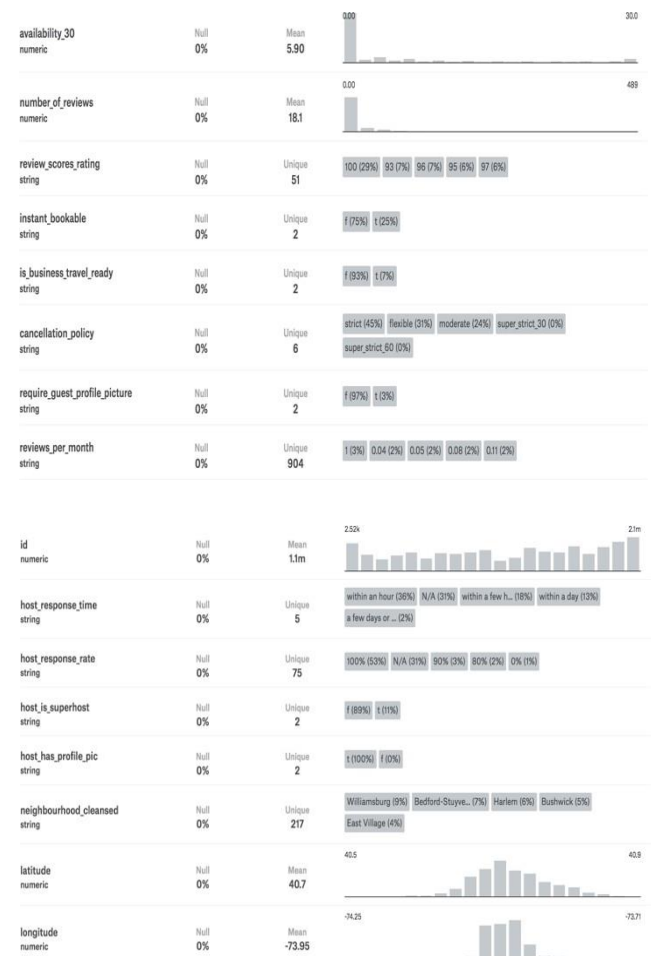 0.00 30.0
availability_30 Null Mean
numeric 0% 5.90
0.00 489
number_of_reviews Null Mean
numeric 0% 18.1
review_scores_rating Null Unique 100 (29%) 93 (7%) 96 (7%) 95 (6%) 97 (6%)
string 0% 51
instant_bookable Null Unique f (75%) t (25%)
string 0% 2
is_business_travel_ready Null Unique f (93%) t (7%)
string 0% 2
strict (45%) flexible (31%) moderate (24%) super_strict_30 (0%)
cancellation_policy Null Unique
string 0% 6
super_strict_60 (0%)
require_guest_profile_picture Null Unique f (97%) t (3%)
string 0% 2
reviews_per_month Null Unique 1 (3%) 0.04 (2%) 0.05 (2%) 0.08 (2%) 0.11 (2%)
string 0% 904
2.52k 2.1m
id Null Mean
numeric 0% 1.1m
within an hour (36%) N/A (31%) within a few h... (18%) within a day (13%)
host_response_time Null Unique
string 0% 5
a few days or ... (2%)
host_response_rate Null Unique 100% (53%) N/A (31%) 90% (3%) 80% (2%) 0% (1%)
string 0% 75
host_is_superhost Null Unique f (89%) t (11%)
string 0% 2
host_has_profile_pic Null Unique t (100%) f (0%)
string 0% 2
Williamsburg (9%) Bedford-Stuyve... (7%) Harlem (6%) Bushwick (5%)
neighbourhood_cleansed Null Unique
string 0% 217
East Village (4%)
40.5 40.9
latitude Null Mean
numeric 0% 40.7
-74.25 -73.71
longitude Null Mean
numeric 0% -73.95